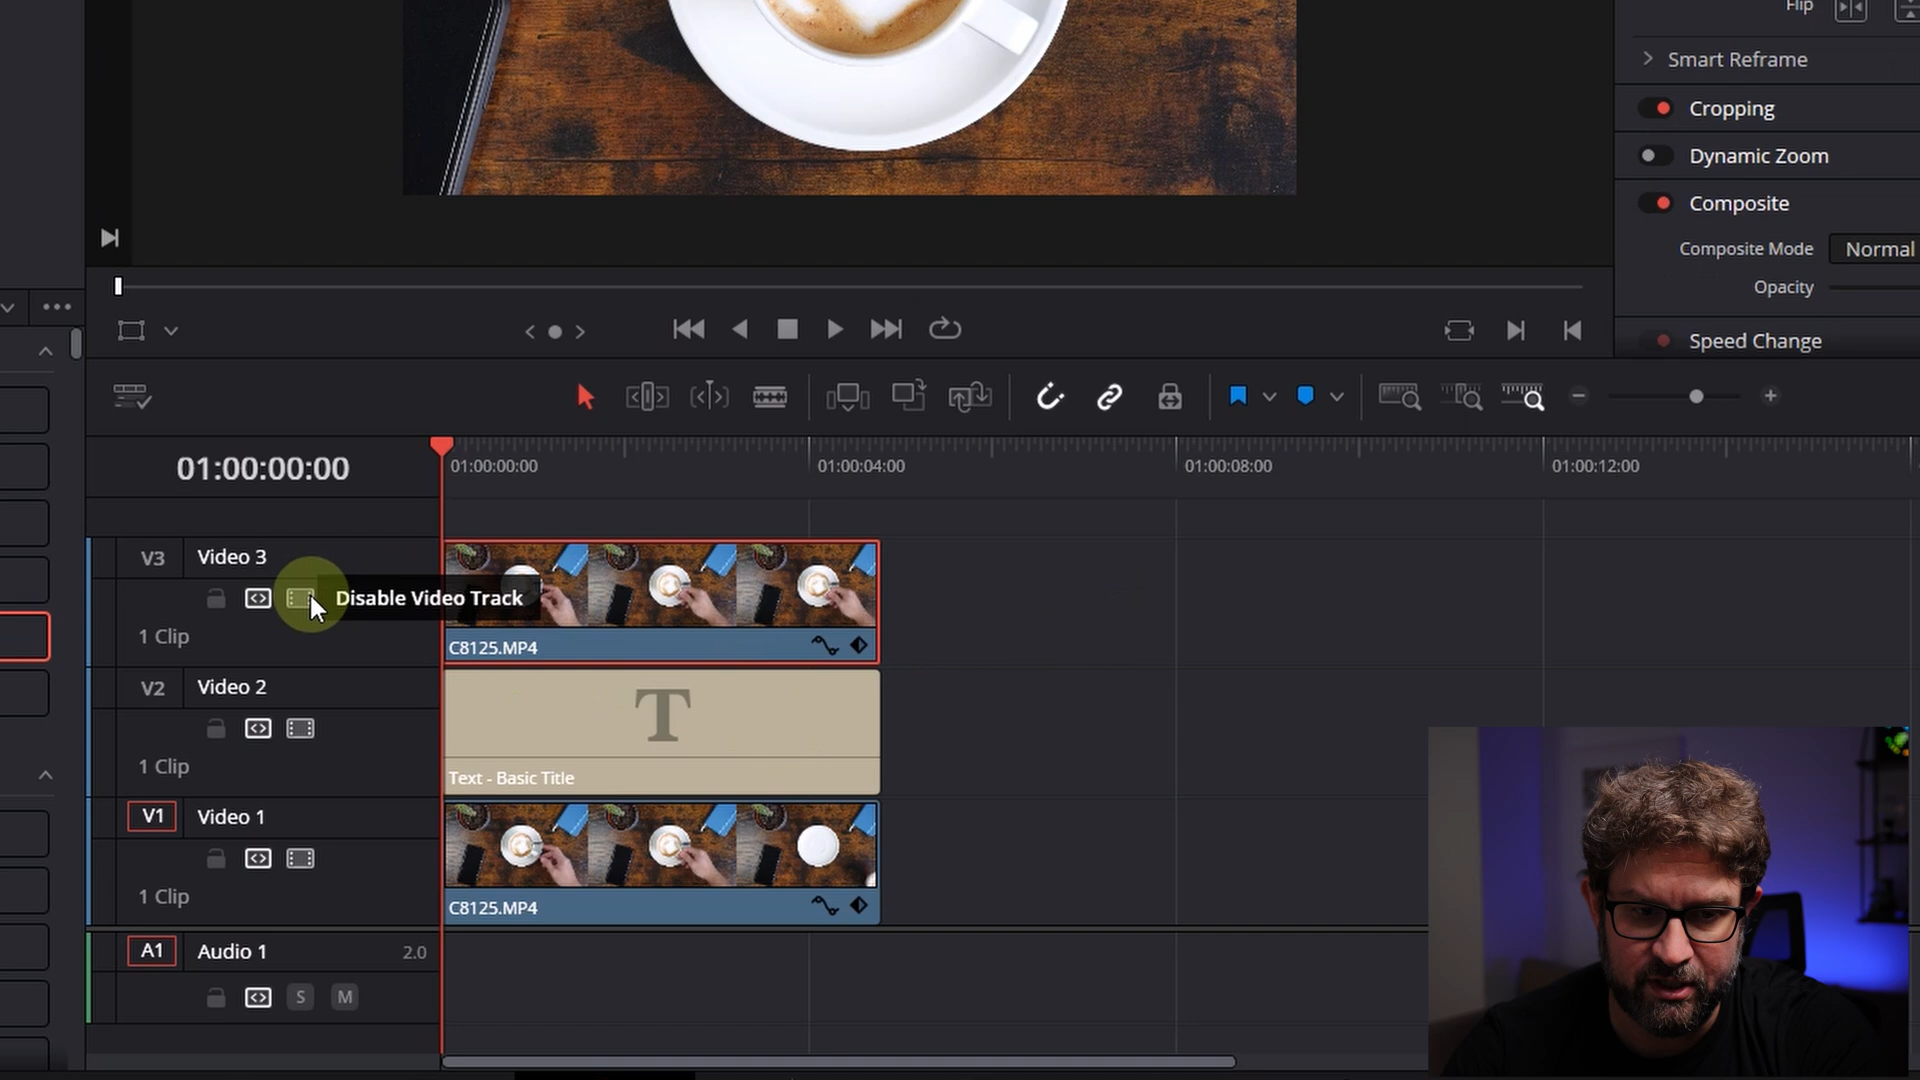 Flip
Smart Reframe
Cropping
Dynamic Zoom
Composite
Composite Mode Normal
Opacity
Speed Change
01:00:00:00
01:00:00:00
01:00:04:00
01:00:08:00
01:00:12:00
V3 Video 3
Disable Video Track
1 Clip
C8125.MP4
V2 Video 2
1 Clip
T
Text - Basic Title
V1 Video 1
1 Clip
C8125.MP4
A1 Audio 1 2.0
S M